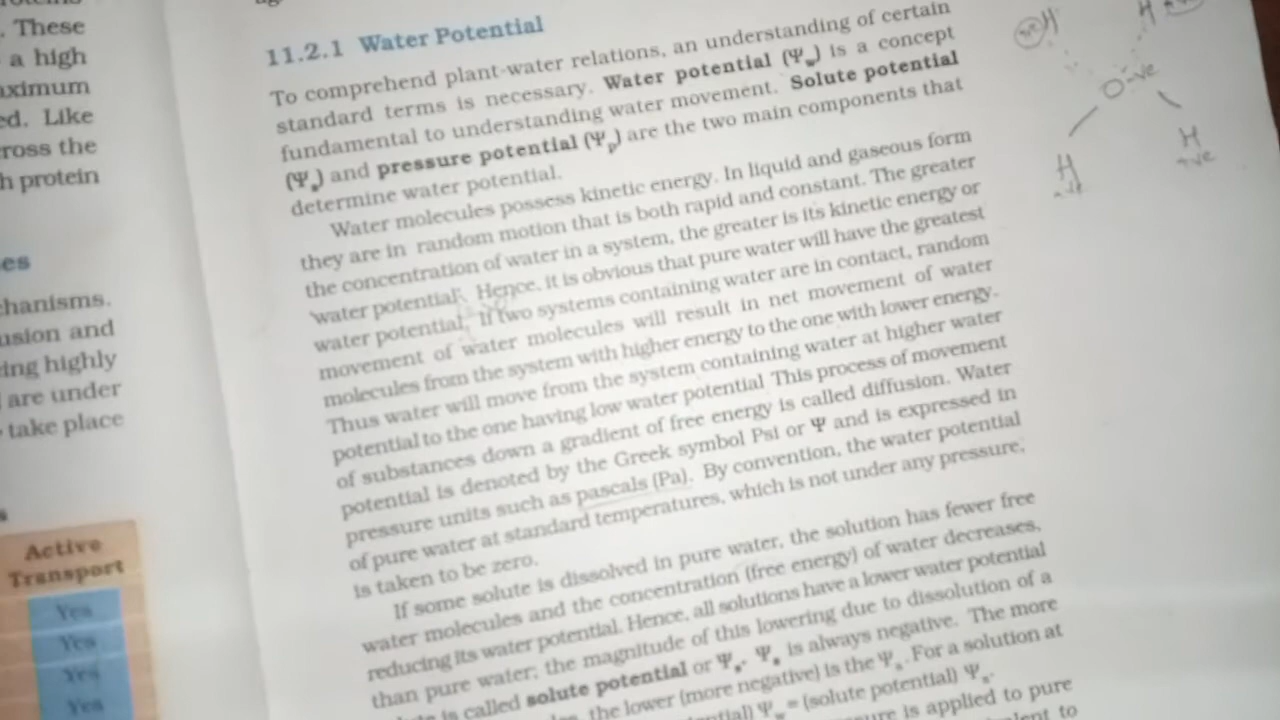 . These
a high
aximum
ed. Like
ross the
h protein
es
chanisms.
usion and
ing highly
are under
take place
Active
Transport
Yes
Yes
Yes
Yes
11.2.1 Water Potential
To comprehend plant-water relations, an understanding of certain
standard terms is necessary. Water potential (Ψw) is a concept
fundamental to understanding water movement. Solute potential
(Ψs) and pressure potential (Ψp) are the two main components that
determine water potential.
Water molecules possess kinetic energy. In liquid and gaseous form
they are in random motion that is both rapid and constant. The greater
the concentration of water in a system, the greater is its kinetic energy or
'water potential'. Hence, it is obvious that pure water will have the greatest
water potential. If two systems containing water are in contact, random
movement of water molecules will result in net movement of water
molecules from the system with higher energy to the one with lower energy.
Thus water will move from the system containing water at higher water
potential to the one having low water potential This process of movement
of substances down a gradient of free energy is called diffusion. Water
potential is denoted by the Greek symbol Psi or Ψ and is expressed in
pressure units such as pascals (Pa). By convention, the water potential
of pure water at standard temperatures, which is not under any pressure,
is taken to be zero.
If some solute is dissolved in pure water, the solution has fewer free
water molecules and the concentration (free energy) of water decreases,
reducing its water potential. Hence, all solutions have a lower water potential
than pure water; the magnitude of this lowering due to dissolution of a
is called solute potential or Ψs. Ψs is always negative. The more
the lower (more negative) is the Ψs. For a solution at
Ψw = (solute potential) Ψs.
is applied to pure
to
H
H
O -ve
H
H
+ve